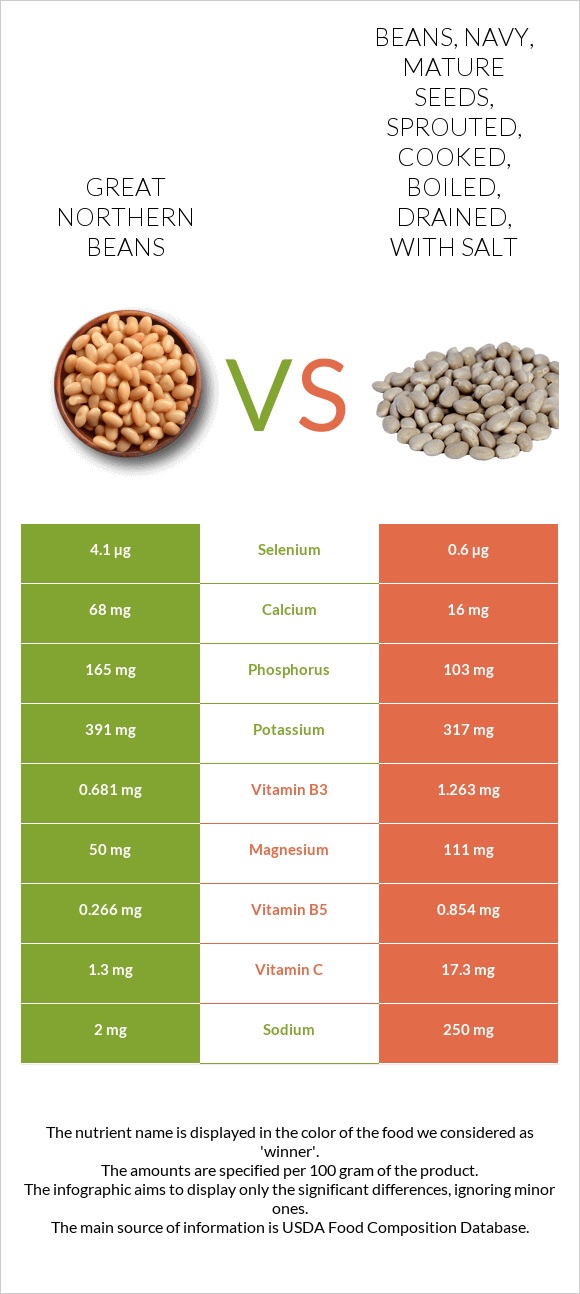 GREAT
NORTHERN
BEANS
BEANS, NAVY,
MATURE
SEEDS,
SPROUTED,
COOKED,
BOILED,
DRAINED,
WITH SALT
VS
4.1 µg Selenium 0.6 µg
68 mg Calcium 16 mg
165 mg Phosphorus 103 mg
391 mg Potassium 317 mg
0.681 mg Vitamin B3 1.263 mg
50 mg Magnesium 111 mg
0.266 mg Vitamin B5 0.854 mg
1.3 mg Vitamin C 17.3 mg
2 mg Sodium 250 mg
The nutrient name is displayed in the color of the food we considered as
'winner'.
The amounts are specified per 100 gram of the product.
The infographic aims to display only the significant differences, ignoring minor
ones.
The main source of information is USDA Food Composition Database.